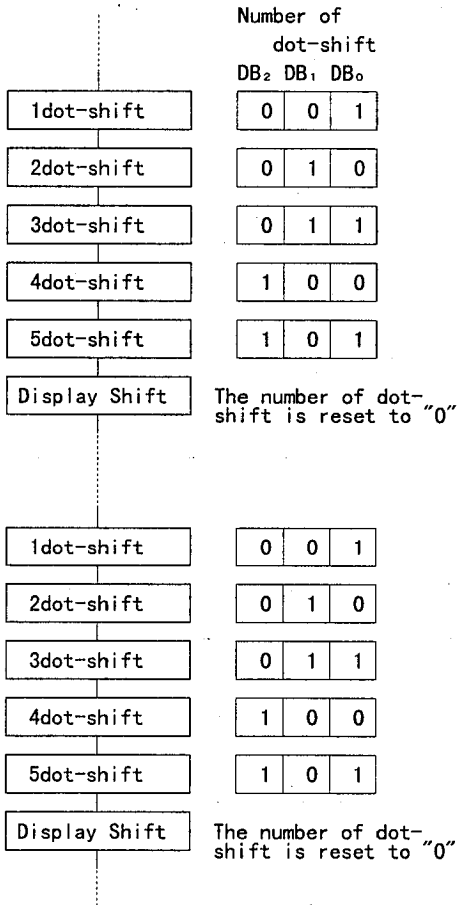 Number of
dot-shift
DB₂ DB₁ DB₀
1dot-shift 0 0 1
2dot-shift 0 1 0
3dot-shift 0 1 1
4dot-shift 1 0 0
5dot-shift 1 0 1
Display Shift The number of dot-
shift is reset to "0"
1dot-shift 0 0 1
2dot-shift 0 1 0
3dot-shift 0 1 1
4dot-shift 1 0 0
5dot-shift 1 0 1
Display Shift The number of dot-
shift is reset to "0"